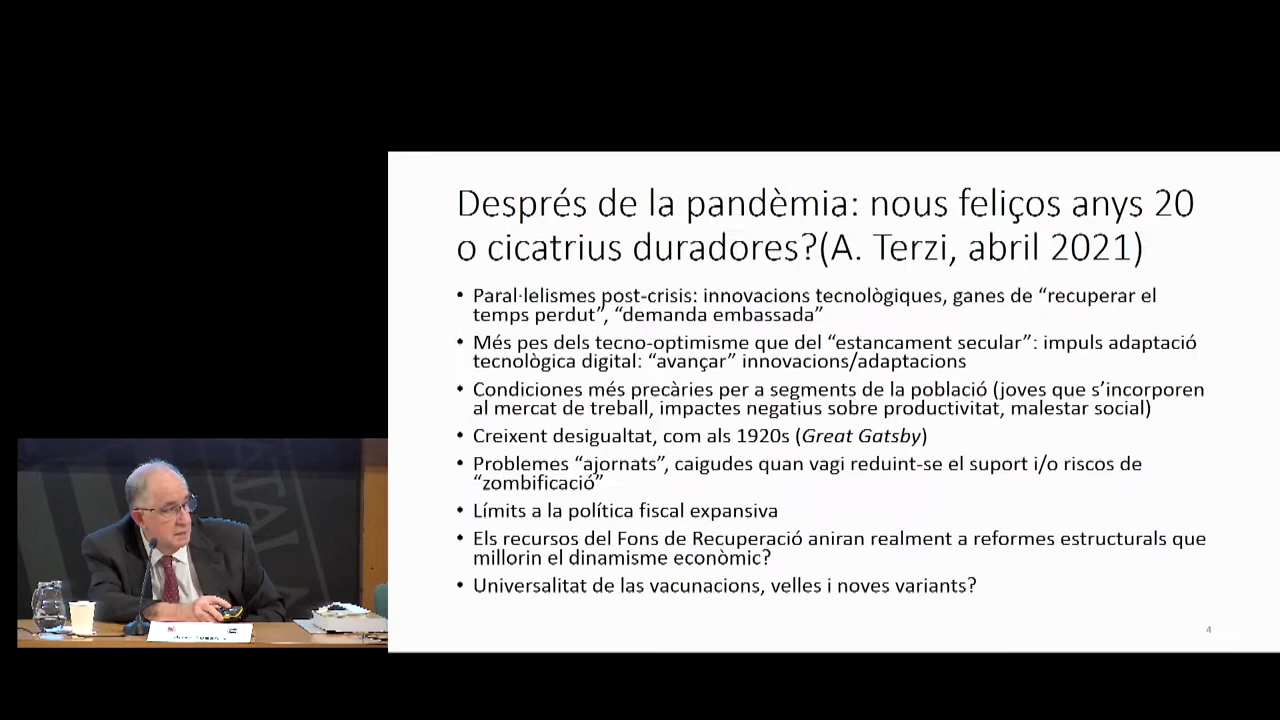 Després de la pandèmia: nous feliços anys 20
o cicatrius duradores?(A. Terzi, abril 2021)
• Paral·lelismes post-crisis: innovacions tecnològiques, ganes de “recuperar el
temps perdut”, “demanda embassada”
• Més pes dels tecno-optimisme que del “estancament secular”: impuls adaptació
tecnològica digital: “avançar” innovacions/adaptacions
• Condiciones més precàries per a segments de la població (joves que s’incorporen
al mercat de treball, impactes negatius sobre productivitat, malestar social)
• Creixent desigualtat, com als 1920s (Great Gatsby)
• Problemes “ajornats”, caigudes quan vagi reduint-se el suport i/o riscos de
“zombificació”
• Límits a la política fiscal expansiva
• Els recursos del Fons de Recuperació aniran realment a reformes estructurals que
millorin el dinamisme econòmic?
• Universalitat de las vacunacions, velles i noves variants?
4